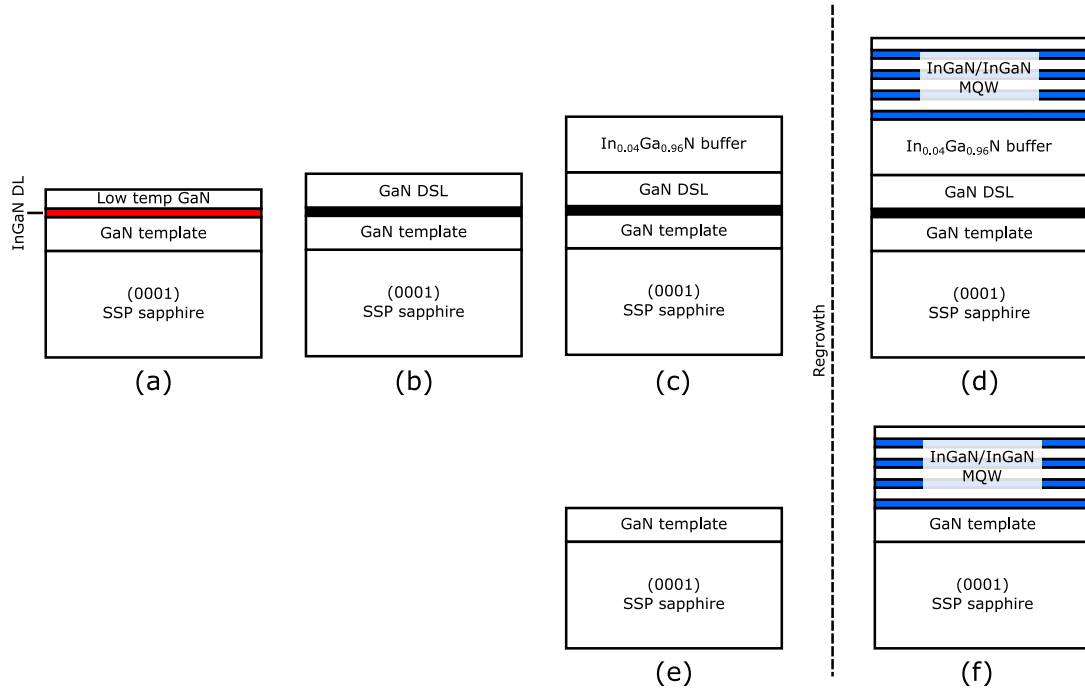 InGaN DL
Low temp GaN
GaN template
(0001)
SSP sapphire
(a)
GaN DSL
GaN template
(0001)
SSP sapphire
(b)
In0.04Ga0.96N buffer
GaN DSL
GaN template
(0001)
SSP sapphire
(c)
Regrowth
InGaN/InGaN
MQW
In0.04Ga0.96N buffer
GaN DSL
GaN template
(0001)
SSP sapphire
(d)
GaN template
(0001)
SSP sapphire
(e)
InGaN/InGaN
MQW
GaN template
(0001)
SSP sapphire
(f)